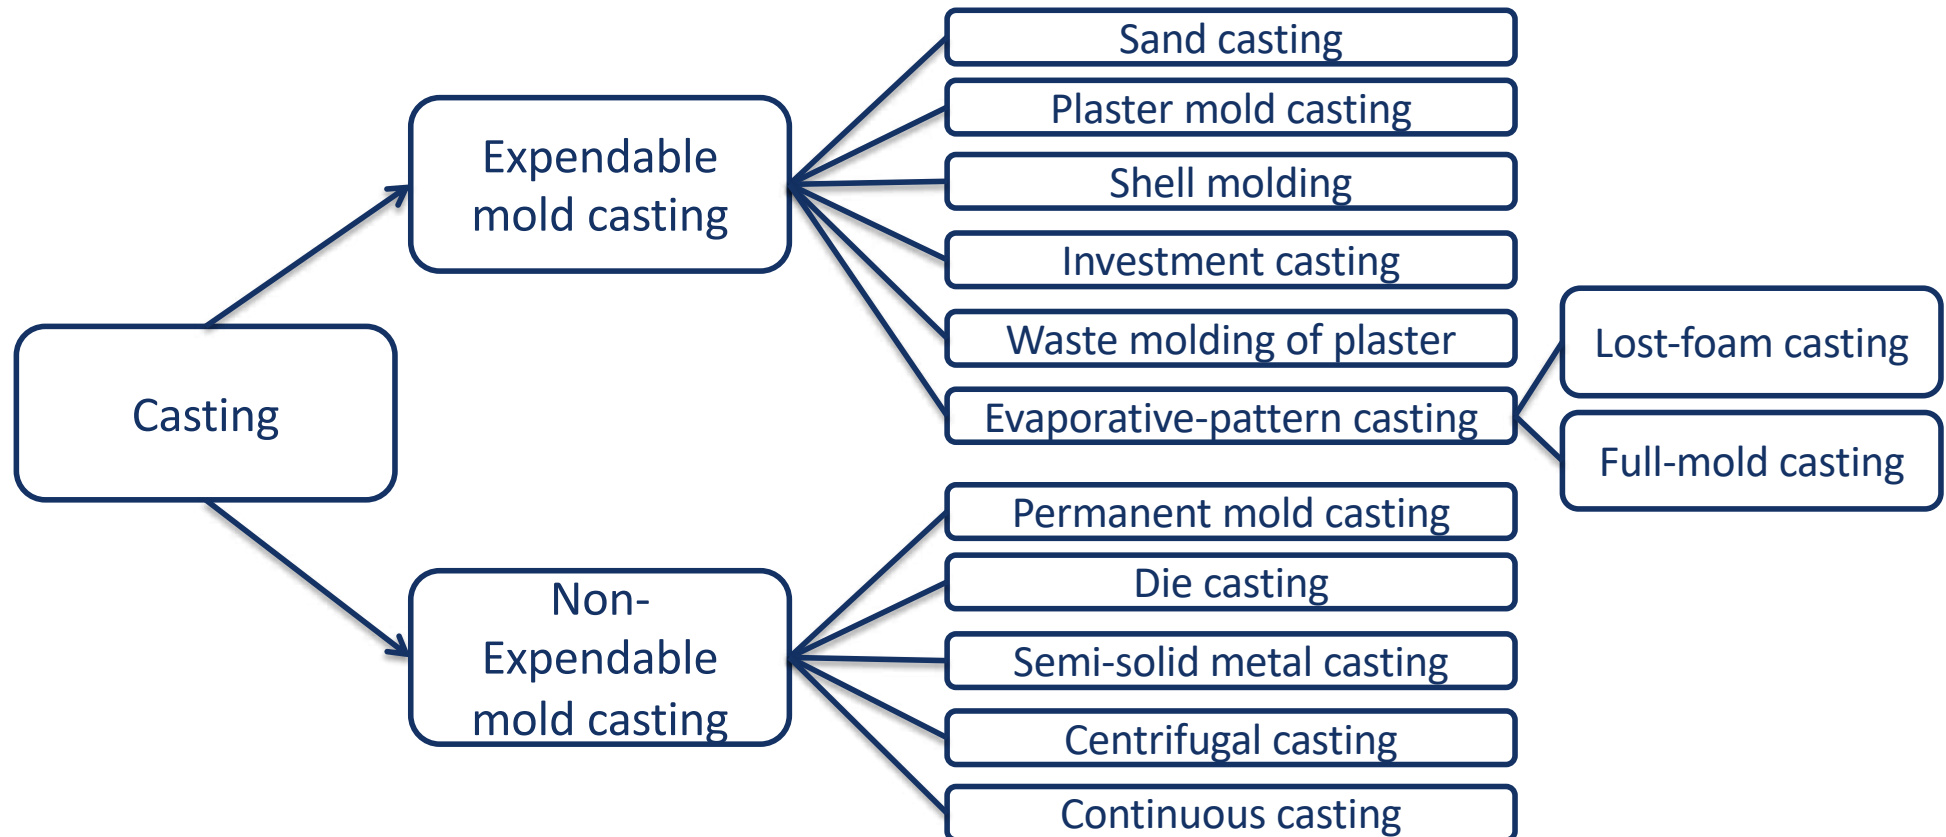 Sand casting
Plaster mold casting
Expendable
mold casting
Shell molding
Investment casting
Waste molding of plaster
Evaporative-pattern casting
Lost-foam casting
Full-mold casting
Casting
Non-
Expendable
mold casting
Permanent mold casting
Die casting
Semi-solid metal casting
Centrifugal casting
Continuous casting